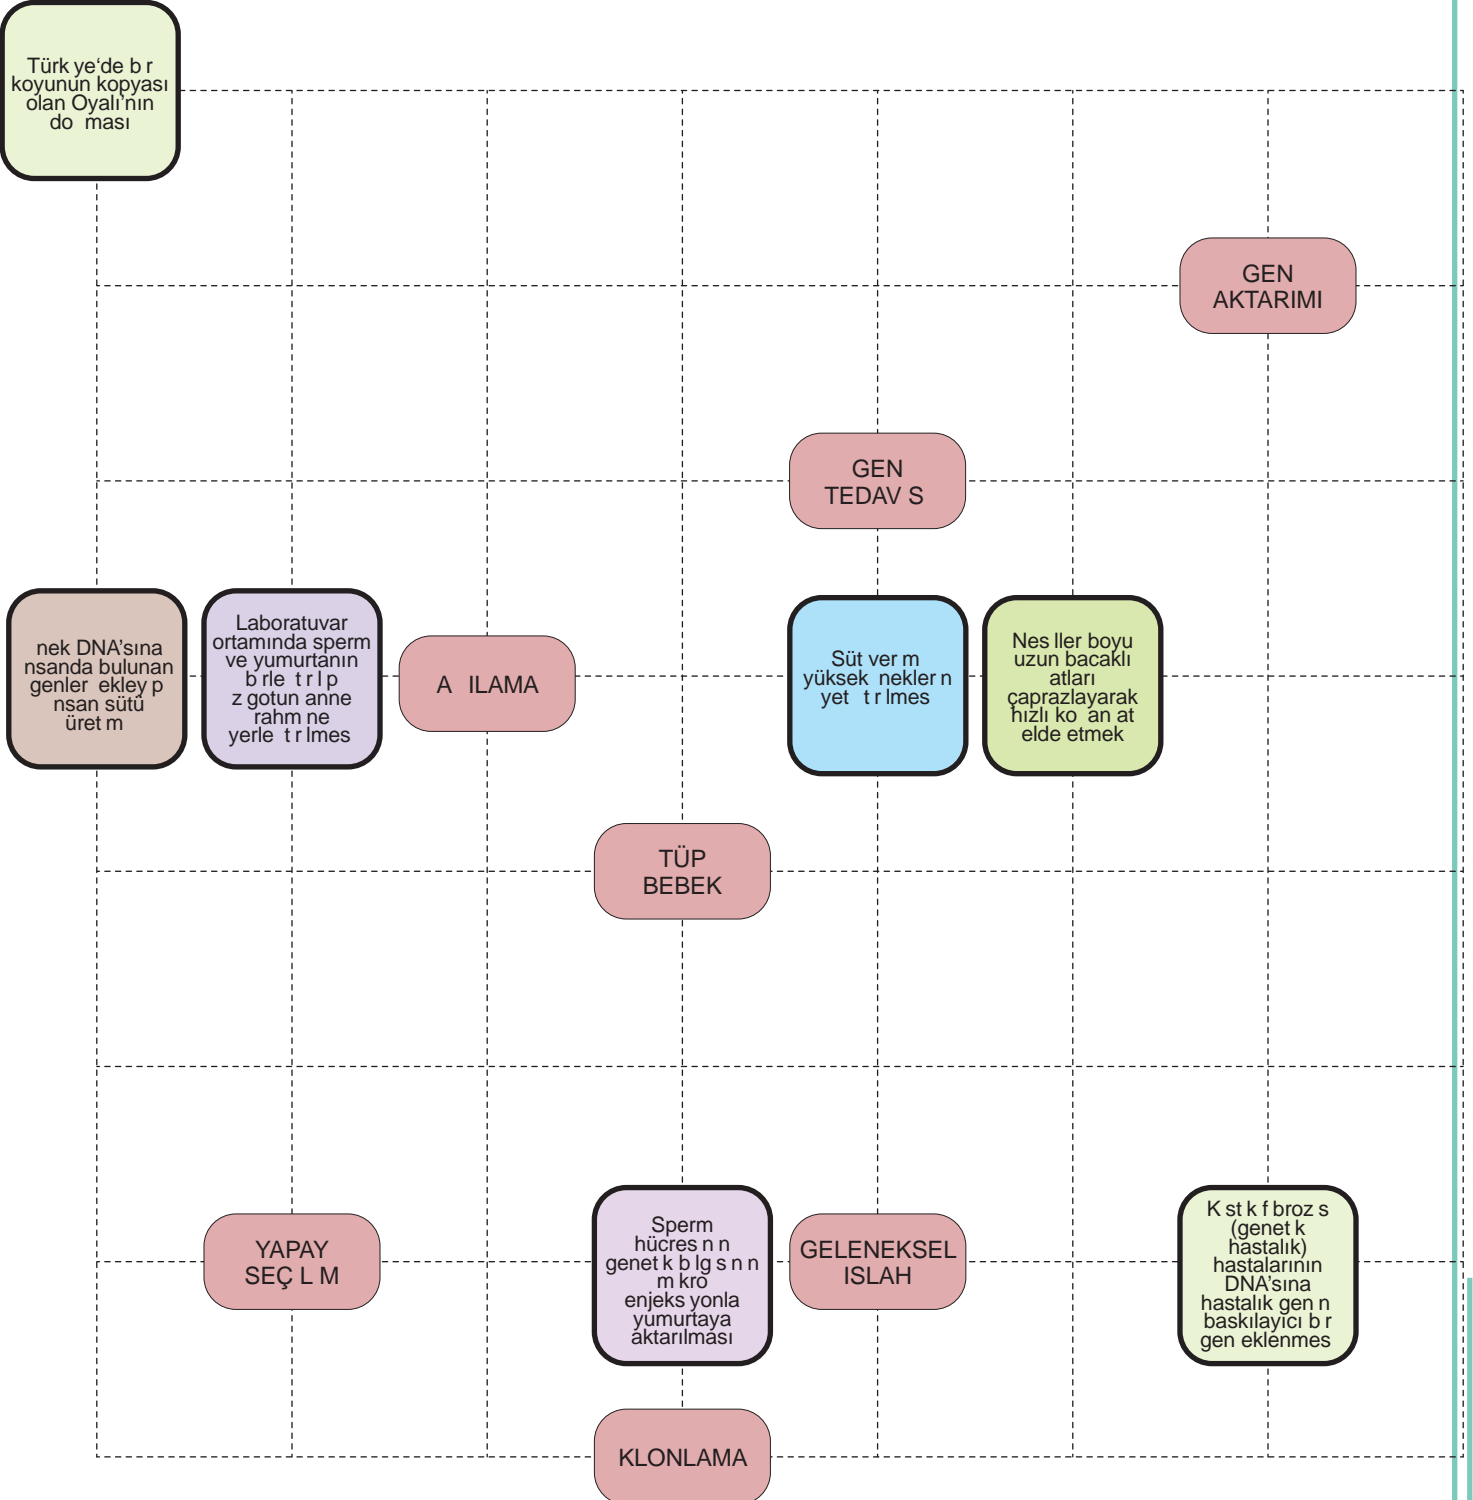 Türk ye'de b r
koyunun kopyası
olan Oyalı'nın
do ması
GEN
AKTARIMI
GEN
TEDAV S
nek DNA'sına
nsanda bulunan
genler ekley p
nsan sütü
üret m
Laboratuvar
ortamında sperm
ve yumurtanın
b rle t r l p
z gotun anne
rahm ne
yerle t r lmes
A ILAMA
Süt ver m
yüksek nekler n
yet t r lmes
Nes ller boyu
uzun bacaklı
atları
çaprazlayarak
hızlı ko an at
elde etmek
TÜP
BEBEK
YAPAY
SEÇ L M
Sperm
hücres n n
genet k b lg s n n
m kro
enjeks yonla
yumurtaya
aktarılması
GELENEKSEL
ISLAH
K st k f broz s
(genet k
hastalık)
hastalarının
DNA'sına
hastalık gen n
baskılayıcı b r
gen eklenmes
KLONLAMA